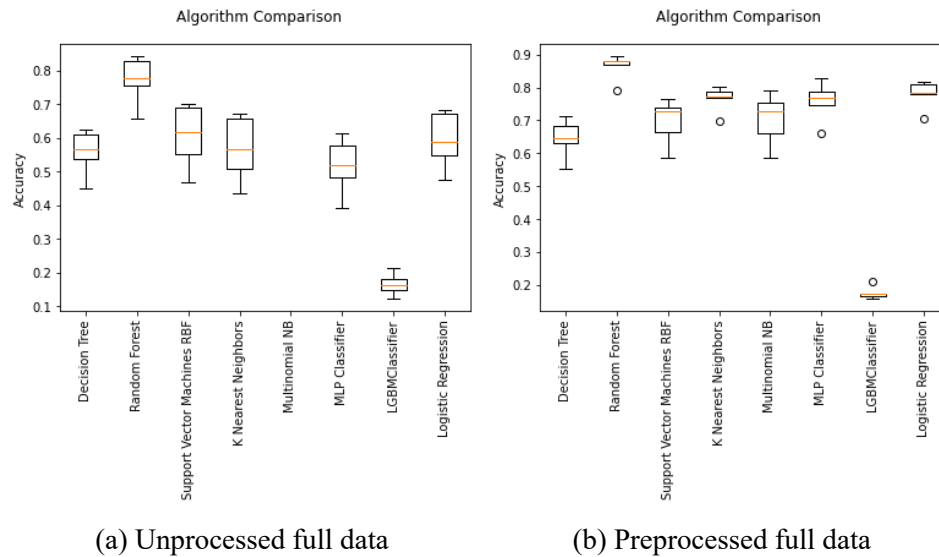 Algorithm Comparison
Accuracy
0.8
0.7
0.6
0.5
0.4
0.3
0.2
0.1
Decision Tree
Random Forest
Support Vector Machines RBF
K Nearest Neighbors
Multinomial NB
MLP Classifier
LGBMClassifier
Logistic Regression
(a) Unprocessed full data
Algorithm Comparison
Accuracy
0.9
0.8
0.7
0.6
0.5
0.4
0.3
0.2
Decision Tree
Random Forest
Support Vector Machines RBF
K Nearest Neighbors
Multinomial NB
MLP Classifier
LGBMClassifier
Logistic Regression
(b) Preprocessed full data